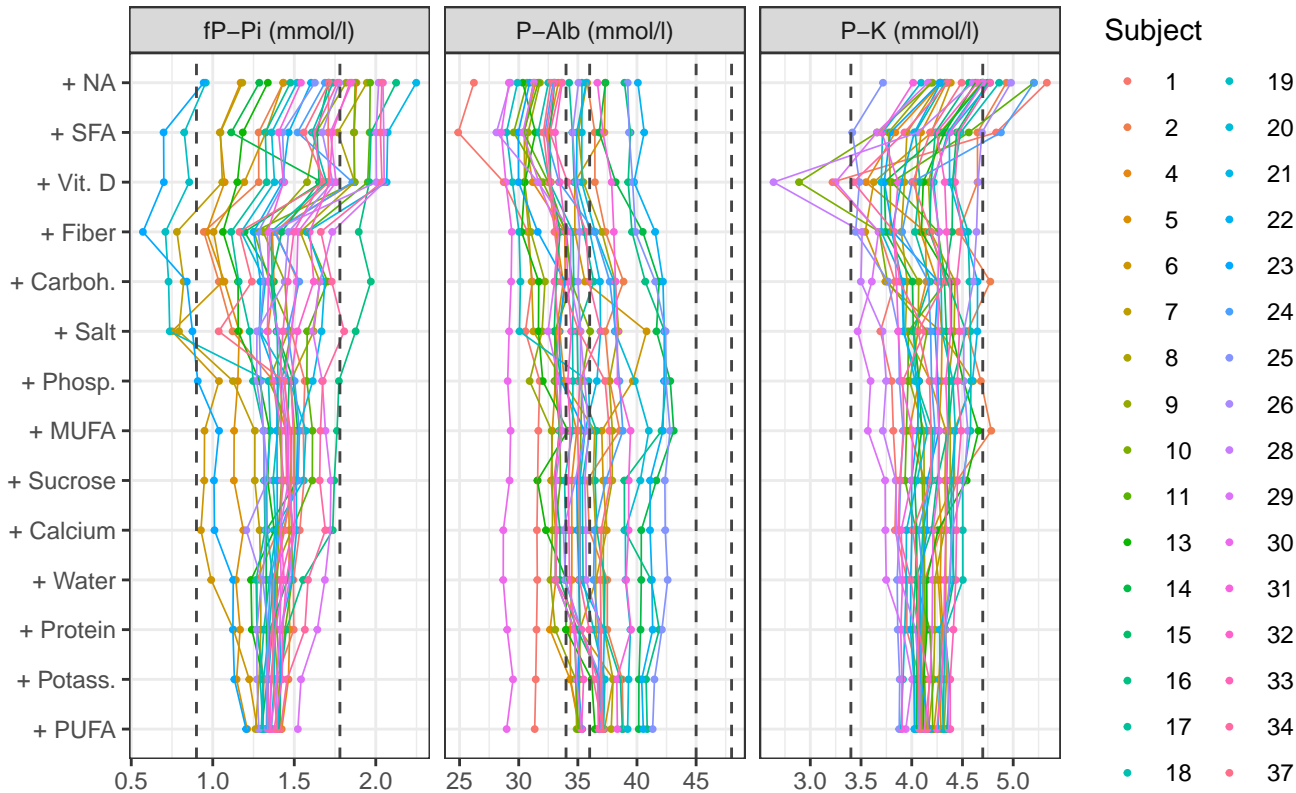 fP−Pi (mmol/l)
P−Alb (mmol/l)
P−K (mmol/l)
+ NA
+ SFA
+ Vit. D
+ Fiber
+ Carboh.
+ Salt
+ Phosp.
+ MUFA
+ Sucrose
+ Calcium
+ Water
+ Protein
+ Potass.
+ PUFA
0.5 1.0 1.5 2.0
25 30 35 40 45
3.0 3.5 4.0 4.5 5.0
Subject
1 19
2 20
4 21
5 22
6 23
7 24
8 25
9 26
10 28
11 29
13 30
14 31
15 32
16 33
17 34
18 37